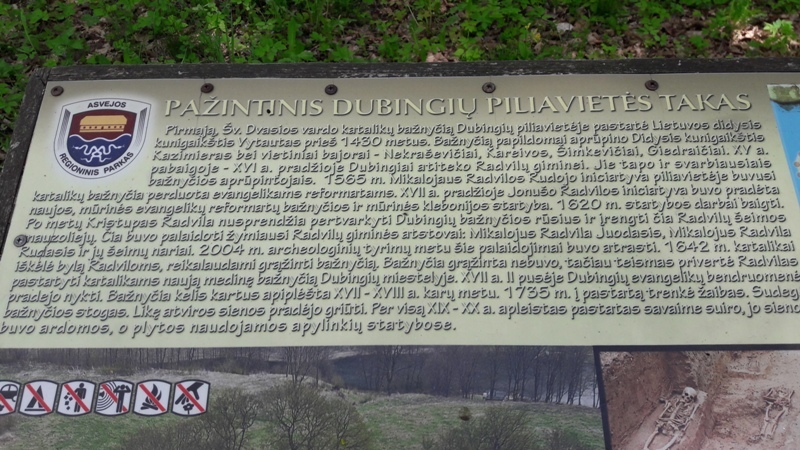 ASVEJOS
REGIONINIS PARKAS
PAŽINTINIS DUBINGIŲ PILIAVIETĖS TAKAS
Pirmąją, Šv. Dvasios vardo katalikų bažnyčią Dubingių piliavietėje pastatė Lietuvos didysis
kunigaikštis Vytautas prieš 1430 metus. Bažnyčią papildomai aprūpino Didysis kunigaikštis
Kazimieras bei vietiniai bajorai - Nekraševičiai, Kareivos, Šimkevičiai, Giedraičiai. XV a.
pabaigoje - XVI a. pradžioje Dubingiai atiteko Radvilų giminei. Jie tapo ir svarbiausiais
bažnyčios aprūpintojais. 1565 m. Mikalojaus Radvilos Rudojo iniciatyva piliavietėje buvusi
katalikų bažnyčia perduota evangelikams reformatams. XVII a. pradžioje Jonušo Radvilos iniciatyva buvo pradėta
naujos, mūrinės evangelikų reformatų bažnyčios ir mūrinės klebonijos statyba. 1620 m. statybos darbai baigti.
Po metų Kristupas Radvila nusprendžia pertvarkyti Dubingių bažnyčios rūsius ir įrengti čia Radvilų šeimos
mauzoliejų. Čia buvo palaidoti žymiausi Radvilų giminės atstovai: Mikalojus Radvila Juodasis, Mikalojus Radvila
Rudasis ir jų šeimų nariai. 2004 m. archeologinių tyrimų metu šie palaidojimai buvo atrasti. 1642 m. katalikai
iškėlė bylą Radviloms, reikalaudami grąžinti bažnyčią. Bažnyčia grąžinta nebuvo, tačiau teismas privertė Radvilas
pastatyti katalikams naują medinę bažnyčią Dubingių miestelyje. XVII a. II pusėje Dubingių evangelikų bendruomenė
pradėjo nykti. Bažnyčia kelis kartus apiplėšta XVII - XVIII a. karų metu. 1735 m. į pastatą trenkė žaibas. Sudegė
bažnyčios stogas. Likę atviros sienos pradėjo griūti. Per visą XIX - XX a. apleistas pastatas savaime suiro, jo sienos
buvo ardomos, o plytos naudojamos apylinkių statybose.